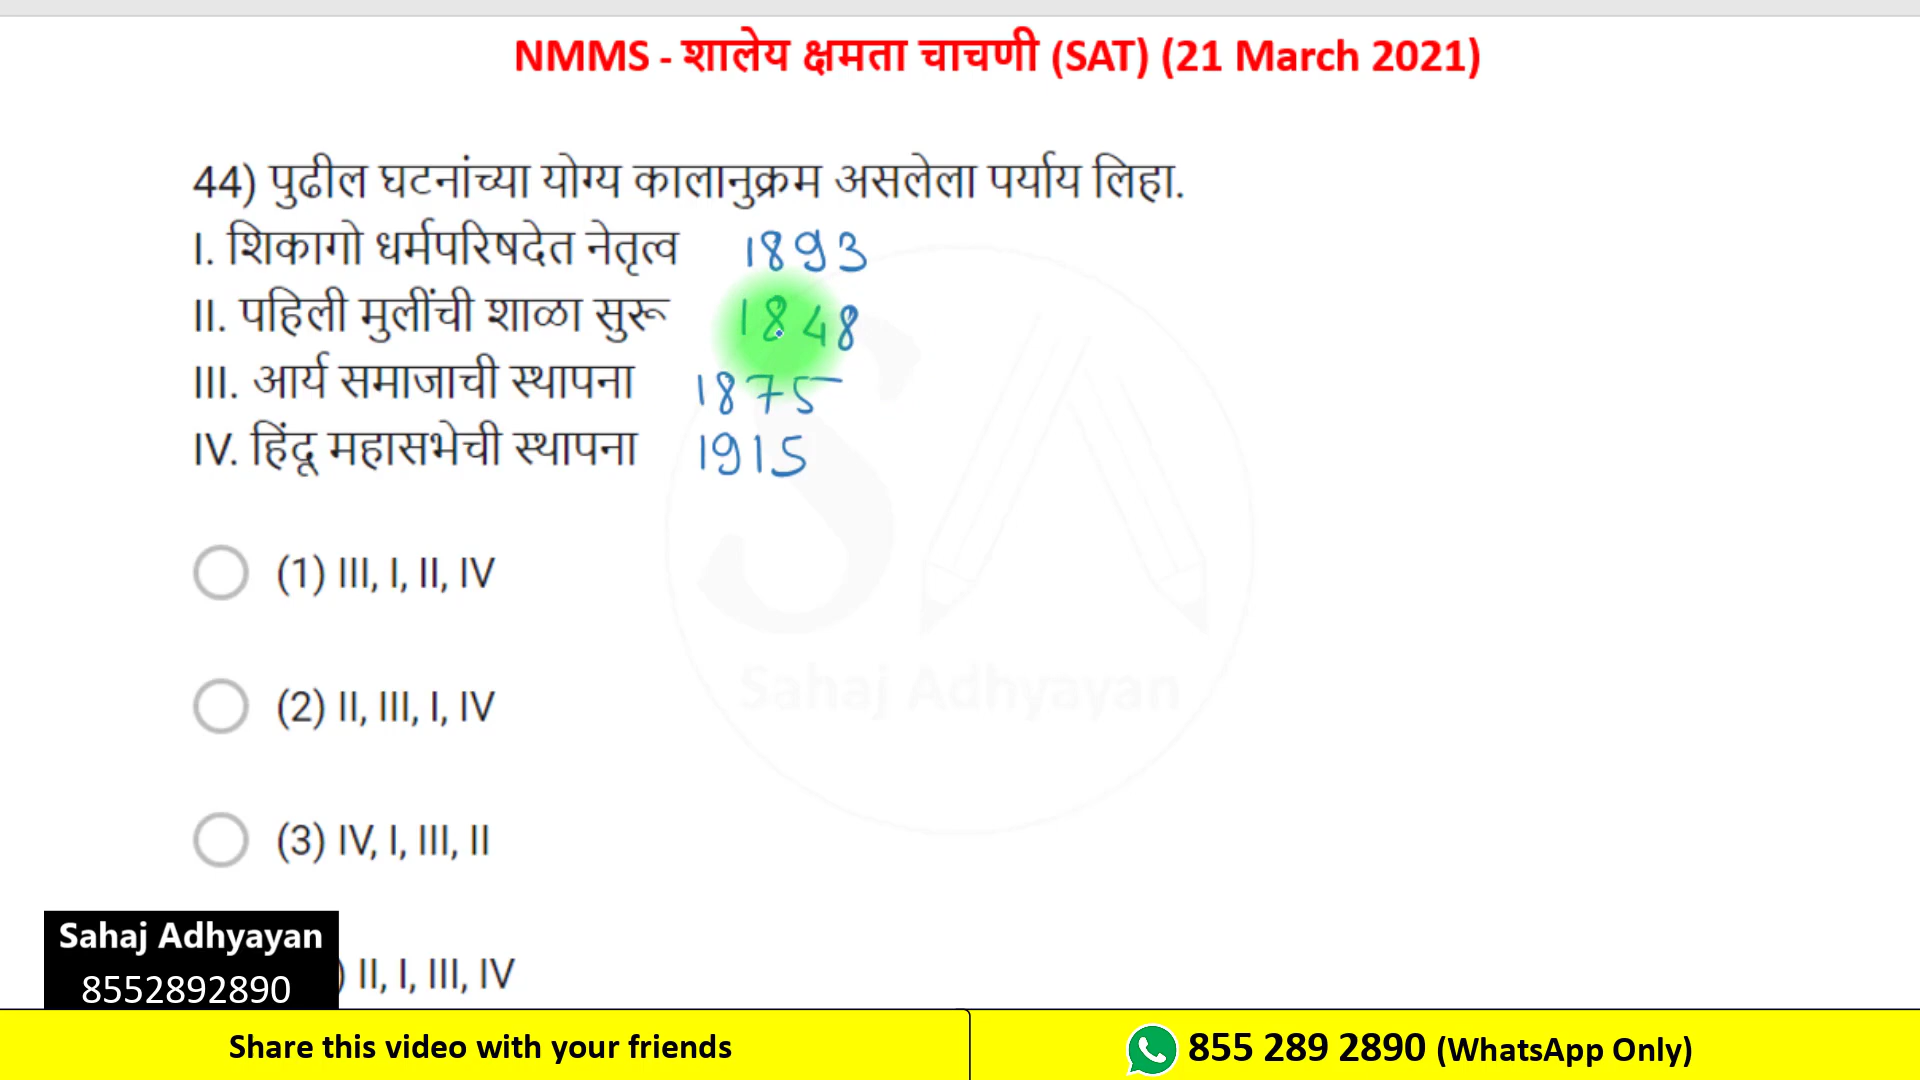 NMMS - शालेय क्षमता चाचणी (SAT) (21 March 2021)
44) पुढील घटनांच्या योग्य कालानुक्रम असलेला पर्याय लिहा.
I. शिकागो धर्मपरिषदेत नेतृत्व 1893
II. पहिली मुलींची शाळा सुरू 1848
III. आर्य समाजाची स्थापना 1875
IV. हिंदू महासभेची स्थापना 1915
(1) III, I, II, IV
(2) II, III, I, IV
Sahaj Adhyayan
(3) IV, I, III, II
Sahaj Adhyayan
8552892890
) II, I, III, IV
Share this video with your friends
855 289 2890 (WhatsApp Only)